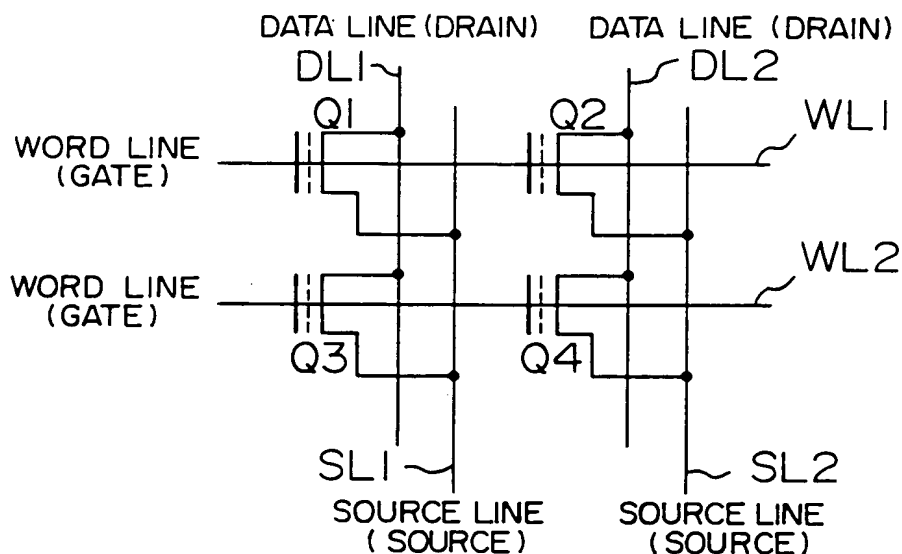 DATA LINE (DRAIN) DATA LINE (DRAIN)
DL1 DL2
Q1 Q2 WL1
WORD LINE
(GATE)
WL2
WORD LINE
(GATE)
Q3 Q4
SL1 SL2
SOURCE LINE SOURCE LINE
(SOURCE) (SOURCE)